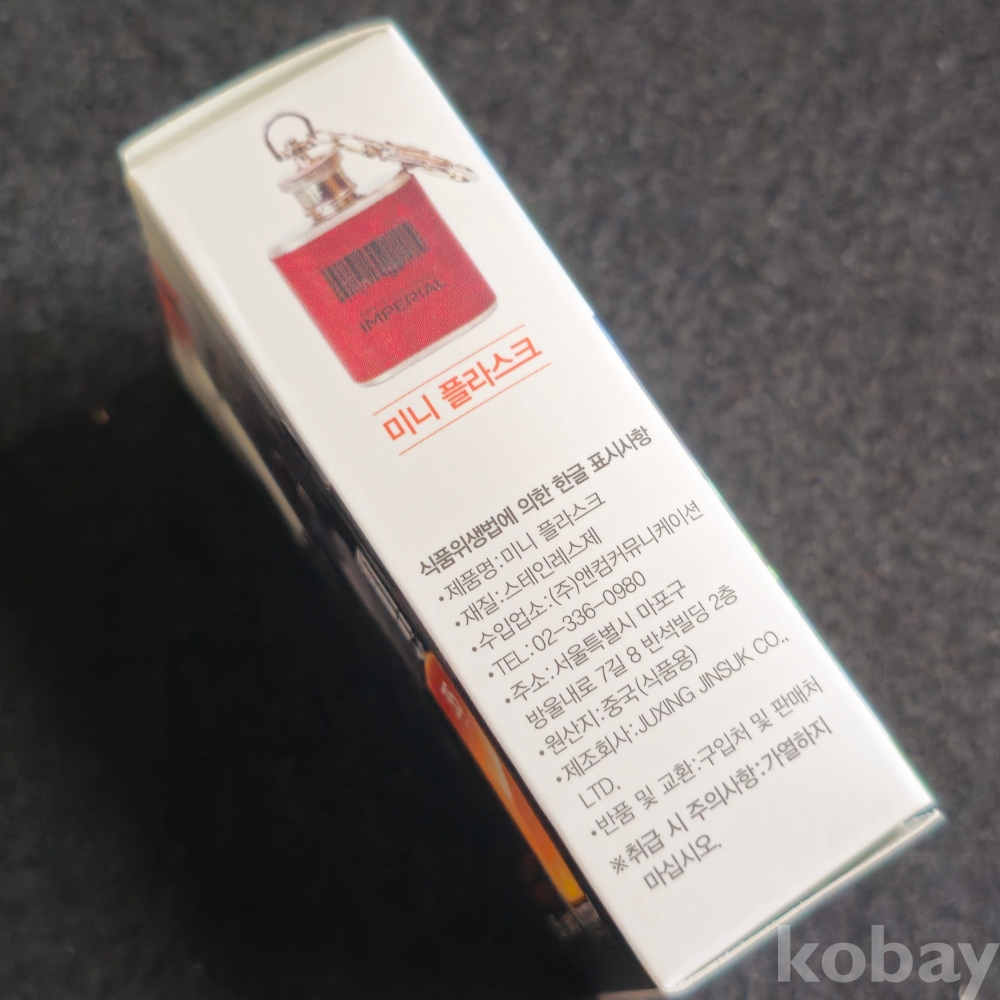 IMPERIAL
미니 플라스크
식품위생법에 의한 한글 표시사항
•제품명:미니 플라스크
•재질:스테인레스제
•수입업소:(주)앤컴커뮤니케이션
•TEL:02-336-0980
•주소:서울특별시 마포구
방울내로 7길 8 반석빌딩 2층
•원산지:중국(식품용)
•제조회사:JUXING JINSUK CO.,
LTD.
•반품 및 교환:구입처 및 판매처
※취급 시 주의사항:가열하지
마십시오.
kobay